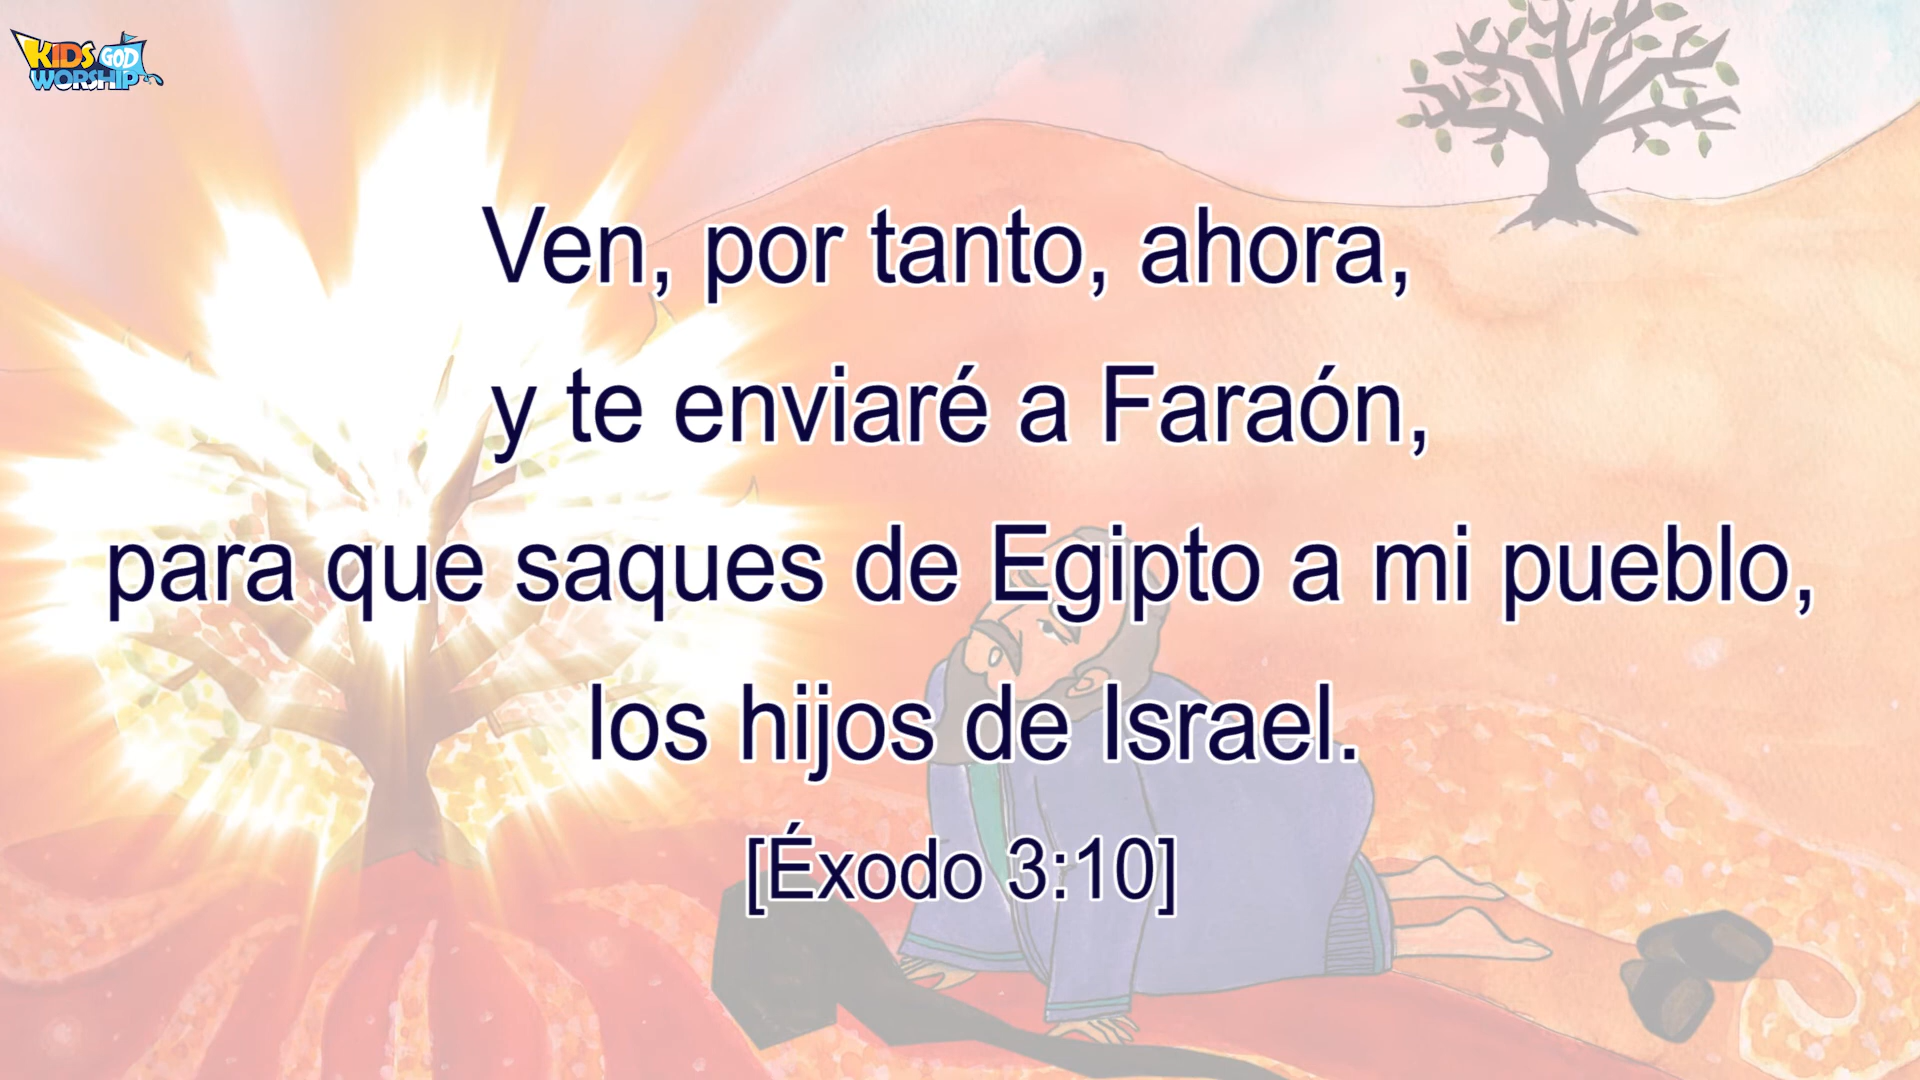 KIDS GOD
WORSHIP
Ven, por tanto, ahora,
y te enviaré a Faraón,
para que saques de Egipto a mi pueblo,
los hijos de Israel.
[Éxodo 3:10]